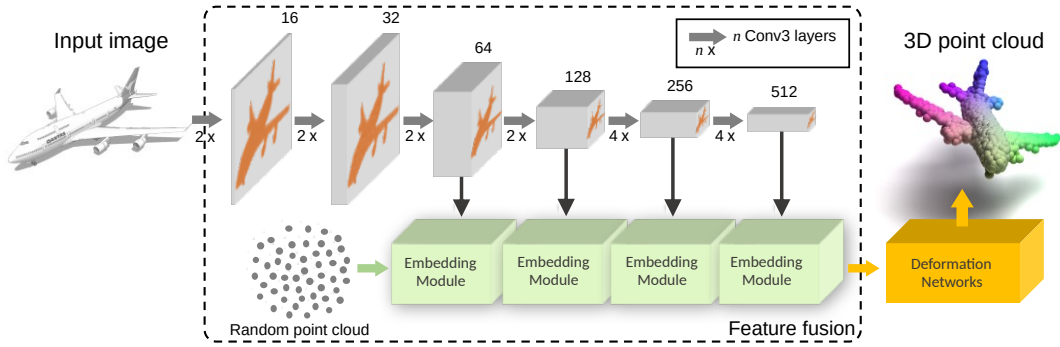 16
32
n Conv3 layers
n x
Input image
64
3D point cloud
128
256
512
2 x
2 x
2 x
2 x
4 x
4 x
Embedding
Module
Embedding
Module
Embedding
Module
Embedding
Module
Deformation
Networks
Random point cloud
Feature fusion